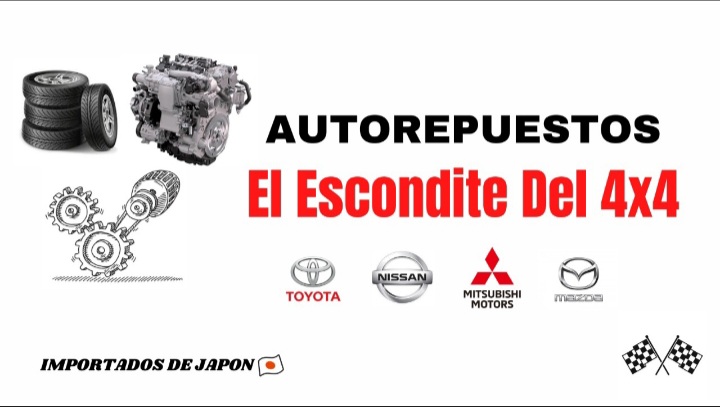 AUTOREPUESTOS
El Escondite Del 4x4
TOYOTA
NISSAN
MITSUBISHI
MOTORS
mazda
IMPORTADOS DE JAPON